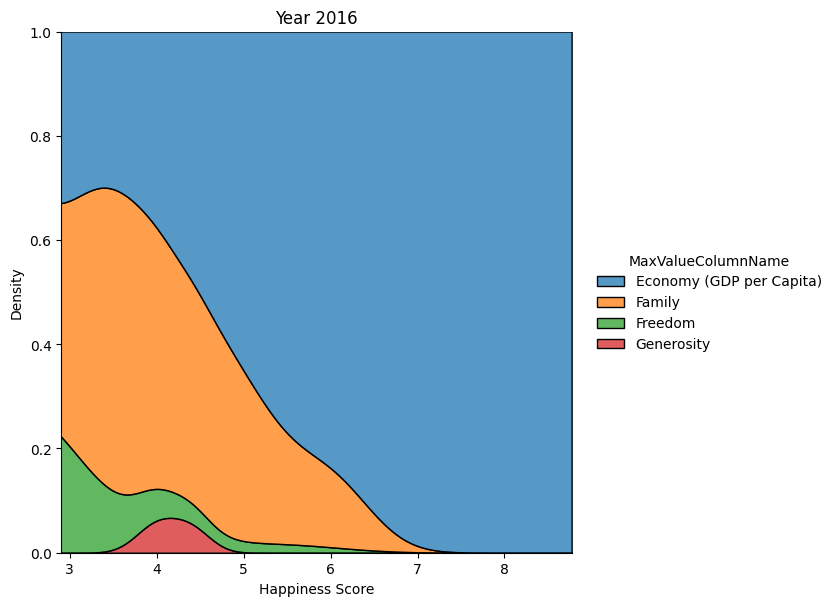 Year 2016
1.0
0.8
0.6
0.4
0.2
0.0
Density
3 4 5 6 7 8
Happiness Score
MaxValueColumnName
Economy (GDP per Capita)
Family
Freedom
Generosity